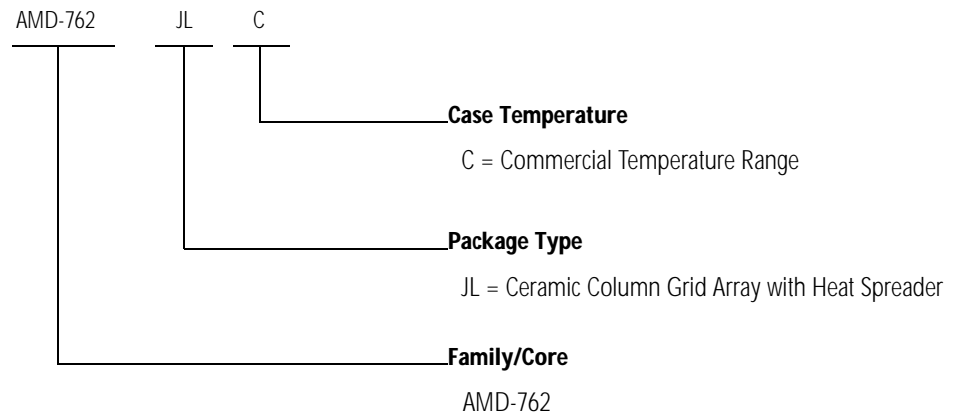 AMD-762 JL C
Case Temperature
C = Commercial Temperature Range
Package Type
JL = Ceramic Column Grid Array with Heat Spreader
Family/Core
AMD-762